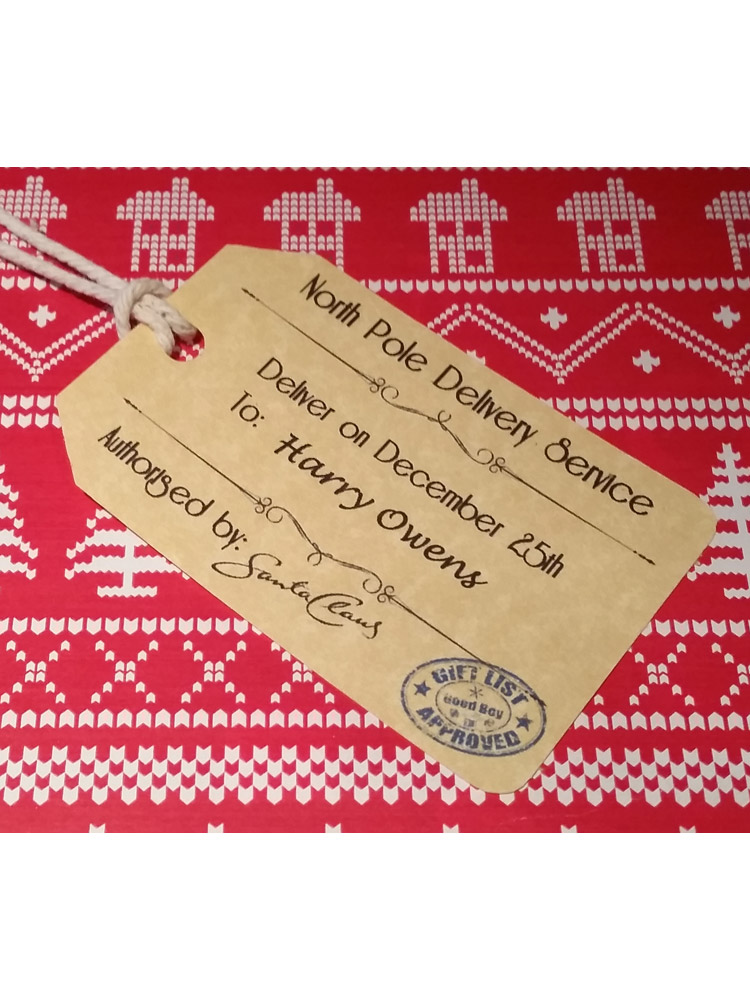 North Pole Delivery Service
Deliver on December 25th
To: Harry Owens
Authorised by: Santa Claus
GIFT LIST
Good Boy
APPROVED